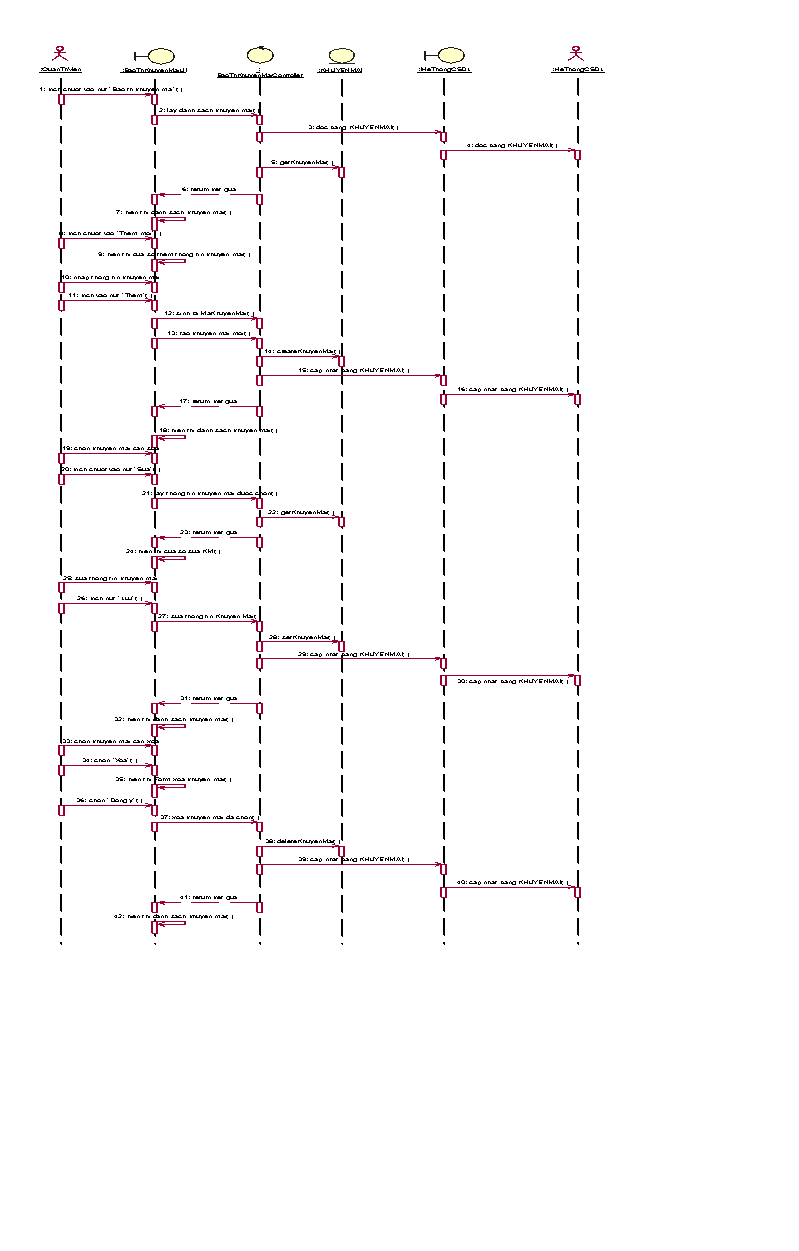 :QuanTriVien
:BaoTriKhuyenMaiUI
:
BaoTriKhuyenMaiController
:KHUYENMAI
:HeThongCSDL
:HeThongCSDL
1: kich chuot vao nut "Bao tri khuyen mai"( )
2: lay danh sach khuyen mai( )
3: doc bang KHUYENMAI( )
4: doc bang KHUYENMAI( )
5: getKhuyenMai( )
6: return ket qua
7: hien thi danh sach khuyen mai( )
8: kich chuot vao "Them moi"( )
9: hien thi cua so them thong tin khuyen mai( )
10: nhap thong tin khuyen mai
11: kich vao nut "Them"( )
12: sinh ra MaKhuyenMai( )
13: tao khuyen mai moi( )
14: createKhuyenMai( )
15: cap nhat bang KHUYENMAI( )
16: cap nhat bang KHUYENMAI( )
17: return ket qua
18: hien thi danh sach khuyen mai( )
19: chon khuyen mai can sua
20: kich chuot vao nut "Sua"( )
21: lay thong tin khuyen mai duoc chon( )
22: getKhuyenMai( )
23: return ket qua
24: hien thi cua so sua KM( )
25: sua thong tin khuyen mai
26: kich nut "Luu"( )
27: sua thong tin Khuyen Mai(
28: setKhuyenMai( )
29: cap nhat bang KHUYENMAI( )
30: cap nhat bang KHUYENMAI( )
31: return ket qua
32: hien thi danh sach khuyen mai( )
33: chon khuyen mai can xoa
34: chon "Xoa"( )
35: hien thi Form xoa khuyen mai( )
36: chon "Dong y"( )
37: xoa khuyen mai da chon( )
38: deleteKhuyenMai( )
39: cap nhat bang KHUYENMAI( )
40: cap nhat bang KHUYENMAI( )
41: return ket qua
42: hien thi danh sach khuyen mai( )